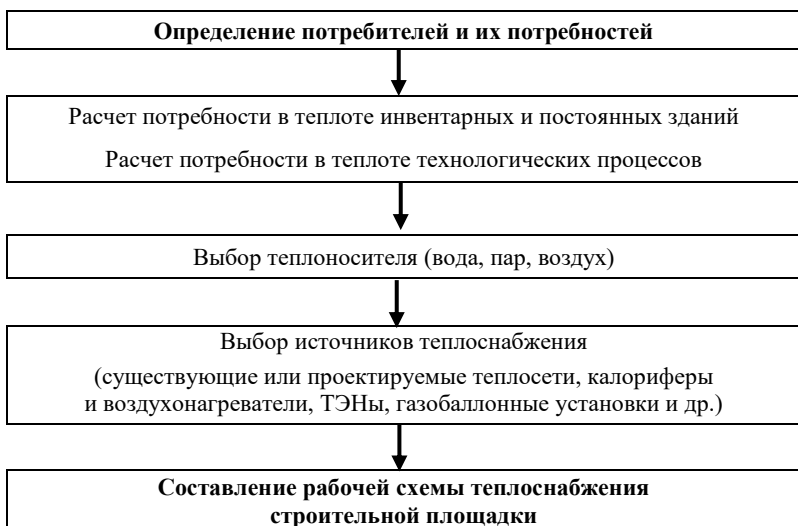 Определение потребителей и их потребностей
Расчет потребности в теплоте инвентарных и постоянных зданий
Расчет потребности в теплоте технологических процессов
Выбор теплоносителя (вода, пар, воздух)
Выбор источников теплоснабжения
(существующие или проектируемые теплосети, калориферы
и воздухонагреватели, ТЭНы, газобаллонные установки и др.)
Составление рабочей схемы теплоснабжения
строительной площадки